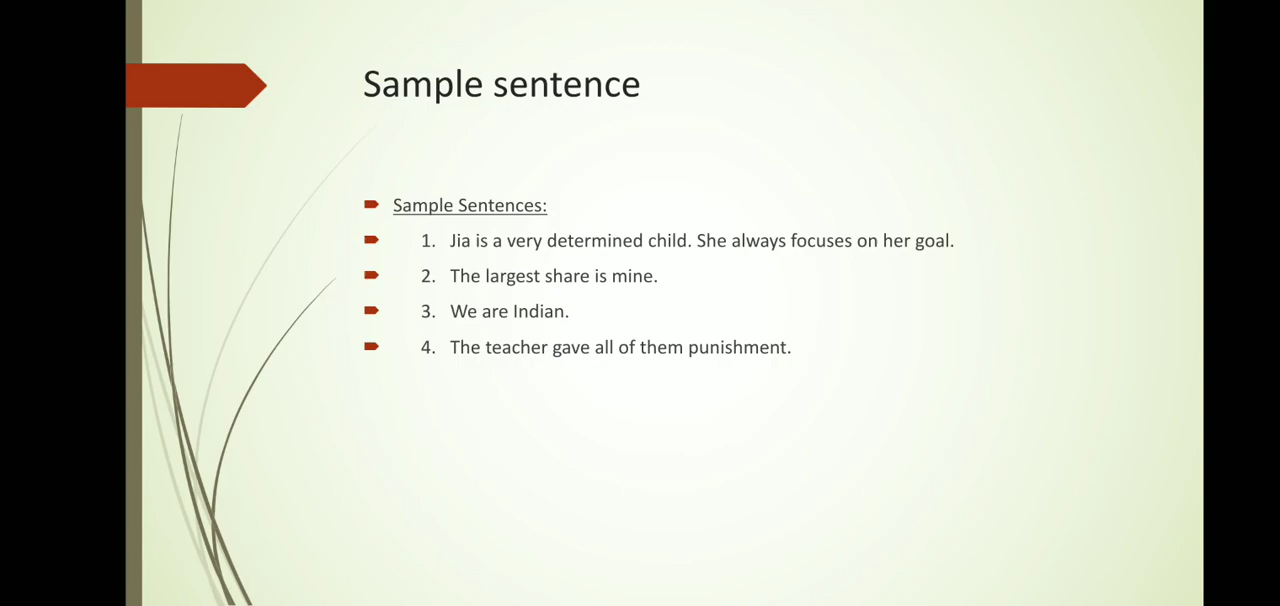 Sample sentence
Sample Sentences:
1. Jia is a very determined child. She always focuses on her goal.
2. The largest share is mine.
3. We are Indian.
4. The teacher gave all of them punishment.